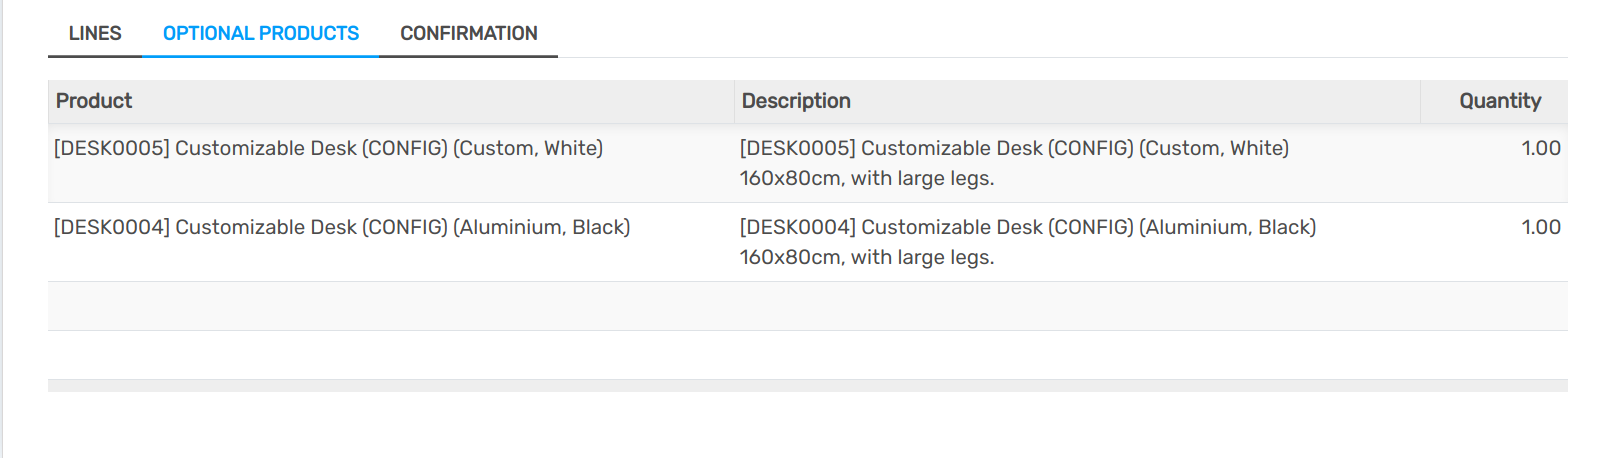 LINES OPTIONAL PRODUCTS CONFIRMATION
Product Description Quantity
[DESK0005] Customizable Desk (CONFIG) (Custom, White) [DESK0005] Customizable Desk (CONFIG) (Custom, White) 1.00
160x80cm, with large legs.
[DESK0004] Customizable Desk (CONFIG) (Aluminium, Black) [DESK0004] Customizable Desk (CONFIG) (Aluminium, Black) 1.00
160x80cm, with large legs.